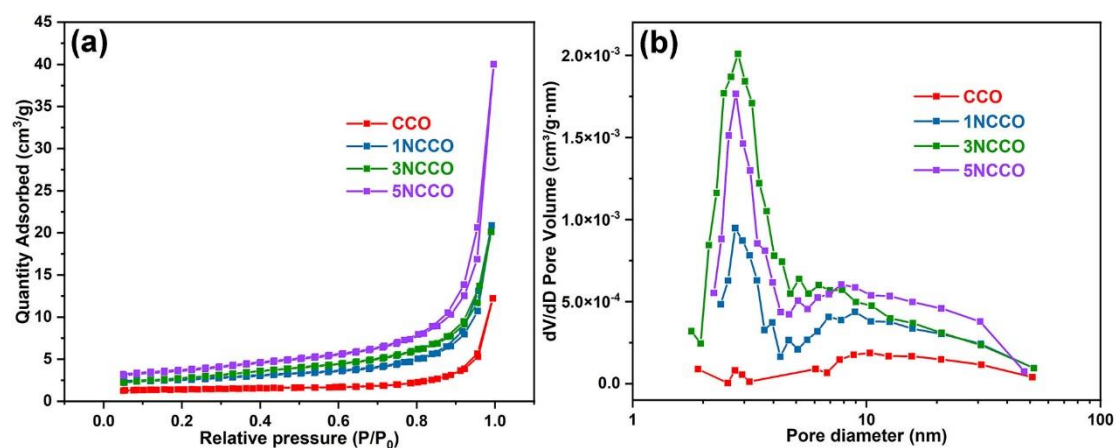 (a)
Quantity Adsorbed (cm³/g)
45
40
35
30
25
20
15
10
5
0
CCO
1NCCO
3NCCO
5NCCO
0.0 0.2 0.4 0.6 0.8 1.0
Relative pressure (P/P₀)
(b)
dV/dD Pore Volume (cm³/g·nm)
2.0×10⁻³
1.5×10⁻³
1.0×10⁻³
5.0×10⁻⁴
0.0
CCO
1NCCO
3NCCO
5NCCO
1 10 100
Pore diameter (nm)